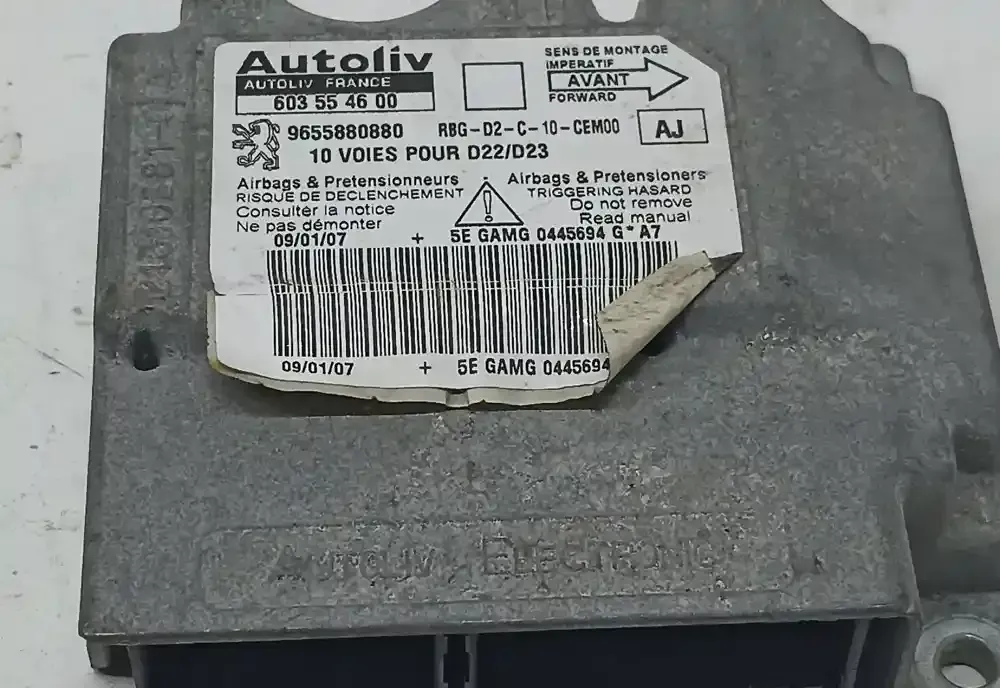 Autoliv
AUTOLIV FRANCE
603 55 46 00
SENS DE MONTAGE
IMPERATIF
AVANT
FORWARD
9655880880 RBG-D2-C-10-CEM00 AJ
10 VOIES POUR D22/D23
Airbags & Pretensionneurs
RISQUE DE DECLENCHEMENT
Consulter la notice
Ne pas démonter
!
Airbags & Pretensioners
TRIGGERING HASARD
Do not remove
Read manual
09/01/07 + 5E GAMG 0445694 G*A7
09/01/07 + 5E GAMG 0445694
AUTOLIV ELECTRONIC